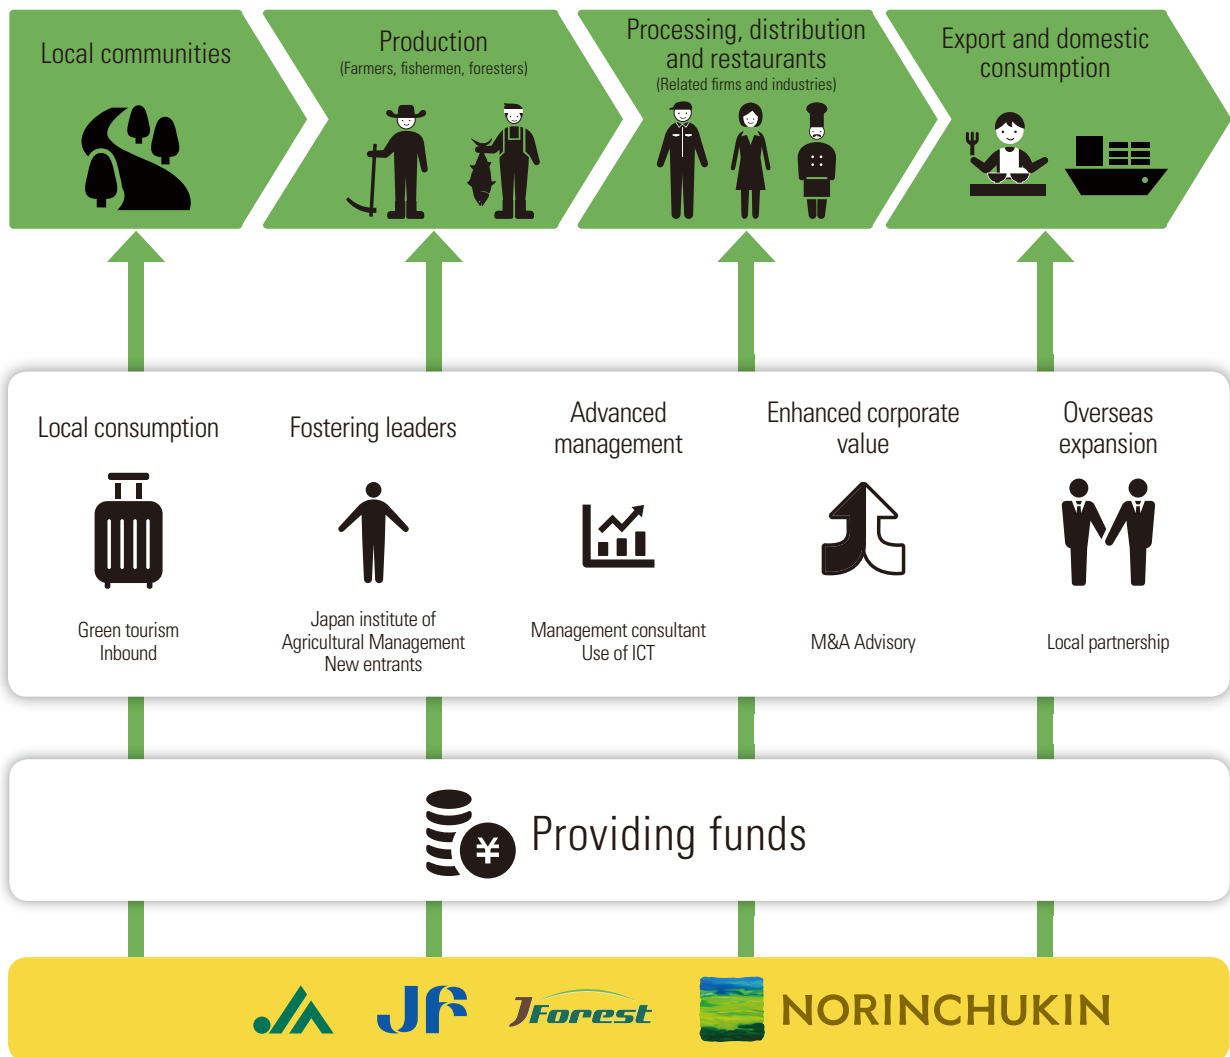 Local communities
Production
(Farmers, fishermen, foresters)
Processing, distribution
and restaurants
(Related firms and industries)
Export and domestic
consumption
Local consumption
Fostering leaders
Advanced
management
Enhanced corporate
value
Overseas
expansion
Green tourism
Inbound
Japan institute of
Agricultural Management
New entrants
Management consultant
Use of ICT
M&A Advisory
Local partnership
¥
Providing funds
JA
JF
JForest
NORINCHUKIN